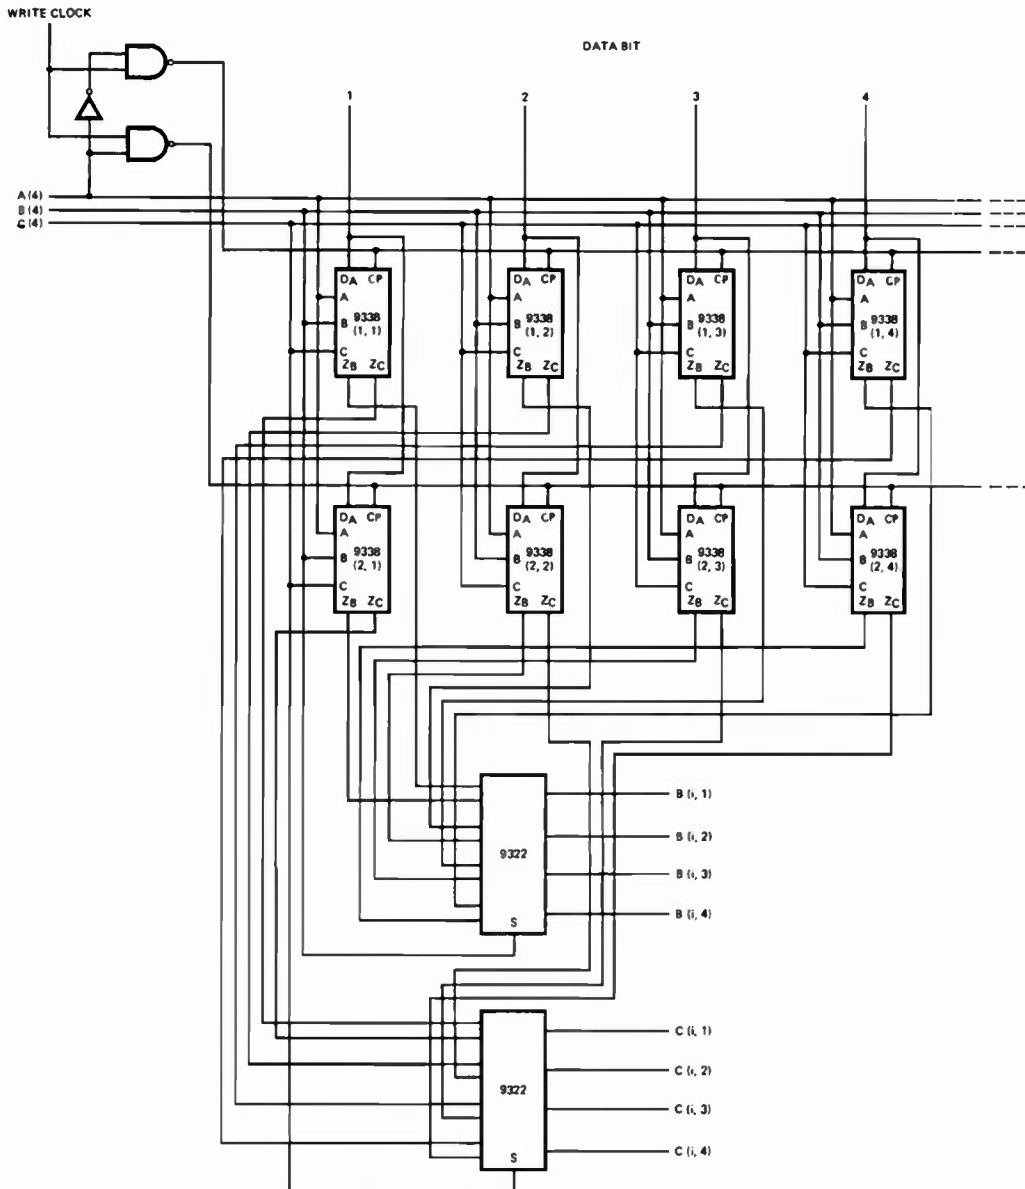 WRITE CLOCK
DATA BIT
1 2 3 4
A (4)
B (4)
C (4)
DA CP DA CP DA CP DA CP
A A A A
9338 9338 9338 9338
B B B B
(1, 1) (1, 2) (1, 3) (1, 4)
C C C C
ZB ZC ZB ZC ZB ZC ZB ZC
DA CP DA CP DA CP DA CP
A A A A
9338 9338 9338 9338
B B B B
(2, 1) (2, 2) (2, 3) (2, 4)
C C C C
ZB ZC ZB ZC ZB ZC ZB ZC
B (i, 1)
B (i, 2)
9322
B (i, 3)
B (i, 4)
S
C (i, 1)
C (i, 2)
9322
C (i, 3)
C (i, 4)
S